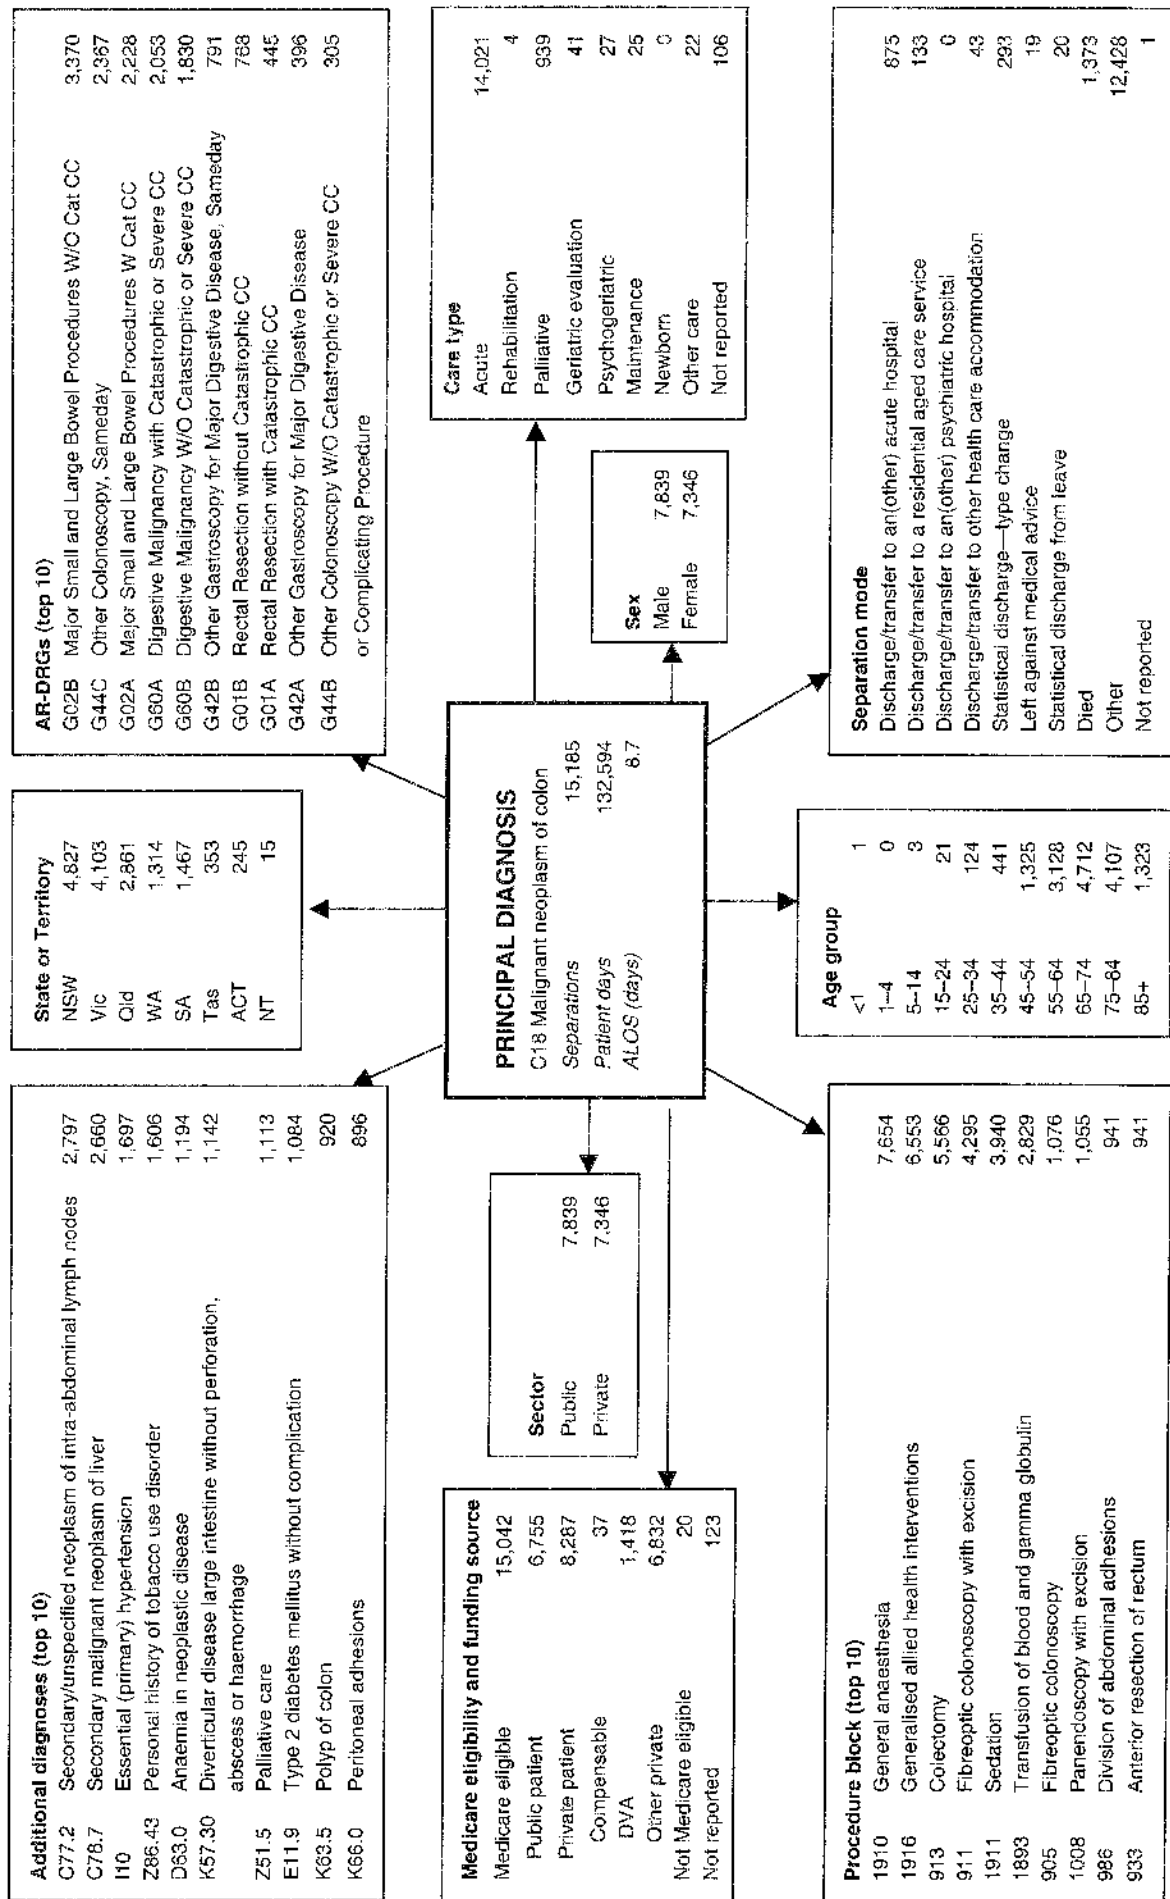 Additional diagnoses (top 10)
C77.2 Secondary/unspecified neoplasm of intra-abdominal lymph nodes 2,797
C78.7 Secondary malignant neoplasm of liver 2,660
I10 Essential (primary) hypertension 1,697
Z86.43 Personal history of tobacco use disorder 1,606
D63.0 Anaemia in neoplastic disease 1,194
K57.30 Diverticular disease large intestine without perforation, 1,142
abscess or haemorrhage
Z51.5 Palliative care 1,113
E11.9 Type 2 diabetes mellitus without complication 1,084
K63.5 Polyp of colon 920
K66.0 Peritoneal adhesions 896
State or Territory
NSW 4,827
Vic 4,103
Qld 2,861
WA 1,314
SA 1,467
Tas 353
ACT 245
NT 15
AR-DRGs (top 10)
G02B Major Small and Large Bowel Procedures W/O Cat CC 3,370
G44C Other Colonoscopy, Sameday 2,367
G02A Major Small and Large Bowel Procedures W Cat CC 2,228
G60A Digestive Malignancy with Catastrophic or Severe CC 2,053
G60B Digestive Malignancy W/O Catastrophic or Severe CC 1,830
G42B Other Gastroscopy for Major Digestive Disease, Sameday 791
G01B Rectal Resection without Catastrophic CC 768
G01A Rectal Resection with Catastrophic CC 445
G42A Other Gastroscopy for Major Digestive Disease 396
G44B Other Colonoscopy W/O Catastrophic or Severe CC 305
or Complicating Procedure
Medicare eligibility and funding source
Medicare eligible 15,042
Public patient 6,755
Private patient 8,287
Compensable 37
DVA 1,418
Other private 6,832
Not Medicare eligible 20
Not reported 123
Sector
Public 7,839
Private 7,346
PRINCIPAL DIAGNOSIS
C18 Malignant neoplasm of colon
Separations 15,185
Patient days 132,594
ALOS (days) 8.7
Sex
Male 7,839
Female 7,346
Care type
Acute 14,021
Rehabilitation 4
Palliative 939
Geriatric evaluation 41
Psychogeriatric 27
Maintenance 25
Newborn 0
Other care 22
Not reported 106
Procedure block (top 10)
1910 General anaesthesia 7,654
1916 Generalised allied health interventions 6,553
913 Colectomy 5,566
911 Fibreoptic colonoscopy with excision 4,295
1911 Sedation 3,940
1893 Transfusion of blood and gamma globulin 2,829
905 Fibreoptic colonoscopy 1,076
1008 Panendoscopy with excision 1,055
986 Division of abdominal adhesions 941
933 Anterior resection of rectum 941
Age group
<1 1
1–4 0
5–14 3
15–24 21
25–34 124
35–44 441
45–54 1,325
55–64 3,128
65–74 4,712
75–84 4,107
85+ 1,323
Separation mode
Discharge/transfer to an(other) acute hospital 875
Discharge/transfer to a residential aged care service 133
Discharge/transfer to an(other) psychiatric hospital 0
Discharge/transfer to other health care accommodation 43
Statistical discharge—type change 293
Left against medical advice 19
Statistical discharge from leave 20
Died 1,373
Other 12,428
Not reported 1